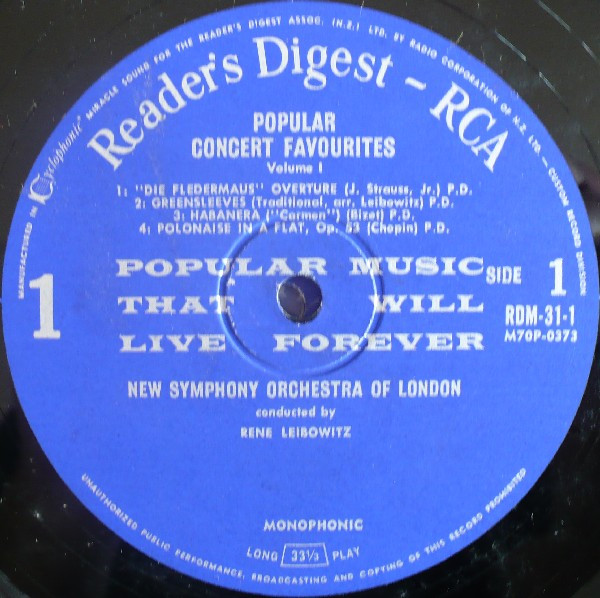 MANUFACTURED IN Cyclophonic MIRACLE SOUND FOR THE READER'S DIGEST ASSOC. (N.Z.) LTD. BY RADIO CORPORATION OF N.Z. LTD. – CUSTOM RECORD DIVISION
Reader's Digest – RCA
POPULAR
CONCERT FAVOURITES
Volume I
1: "DIE FLEDERMAUS" OVERTURE (J. Strauss, Jr.) P.D.
2: GREENSLEEVES (Traditional, arr. Leibowitz) P.D.
3: HABANERA ("Carmen") (Bizet) P.D.
4: POLONAISE IN A FLAT, Op. 53 (Chopin) P.D.
1
POPULAR MUSIC
THAT WILL
LIVE FOREVER
SIDE 1
RDM-31-1
M70P-0373
NEW SYMPHONY ORCHESTRA OF LONDON
conducted by
RENE LEIBOWITZ
MONOPHONIC
LONG 33⅓ PLAY
UNAUTHORIZED PUBLIC PERFORMANCE, BROADCASTING AND COPYING OF THIS RECORD PROHIBITED